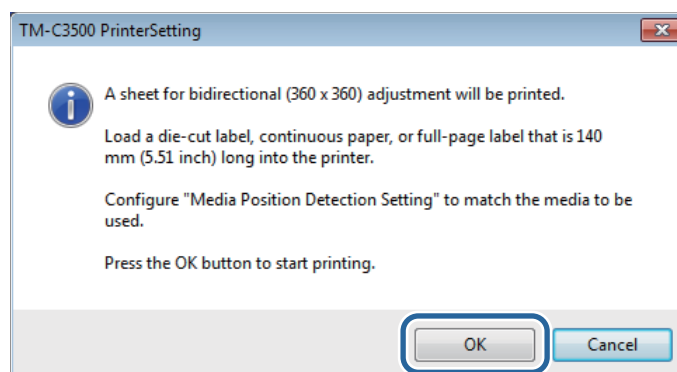 TM-C3500 PrinterSetting
A sheet for bidirectional (360 x 360) adjustment will be printed.
Load a die-cut label, continuous paper, or full-page label that is 140
mm (5.51 inch) long into the printer.
Configure "Media Position Detection Setting" to match the media to be
used.
Press the OK button to start printing.
OK
Cancel